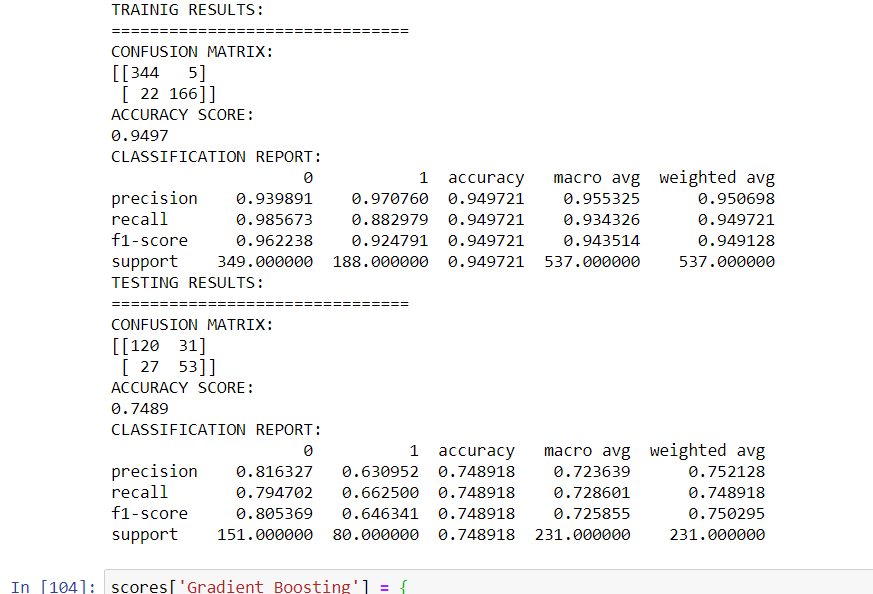 TRAINIG RESULTS:
===============================
CONFUSION MATRIX:
[[344   5]
 [ 22 166]]
ACCURACY SCORE:
0.9497
CLASSIFICATION REPORT:
                    0           1  accuracy   macro avg  weighted avg
precision    0.939891    0.970760  0.949721    0.955325      0.950698
recall       0.985673    0.882979  0.949721    0.934326      0.949721
f1-score     0.962238    0.924791  0.949721    0.943514      0.949128
support    349.000000  188.000000  0.949721  537.000000    537.000000
TESTING RESULTS:
===============================
CONFUSION MATRIX:
[[120  31]
 [ 27  53]]
ACCURACY SCORE:
0.7489
CLASSIFICATION REPORT:
                    0          1  accuracy   macro avg  weighted avg
precision    0.816327   0.630952  0.748918    0.723639      0.752128
recall       0.794702   0.662500  0.748918    0.728601      0.748918
f1-score     0.805369   0.646341  0.748918    0.725855      0.750295
support    151.000000  80.000000  0.748918  231.000000    231.000000
In [104]: scores['Gradient Boosting'] = {